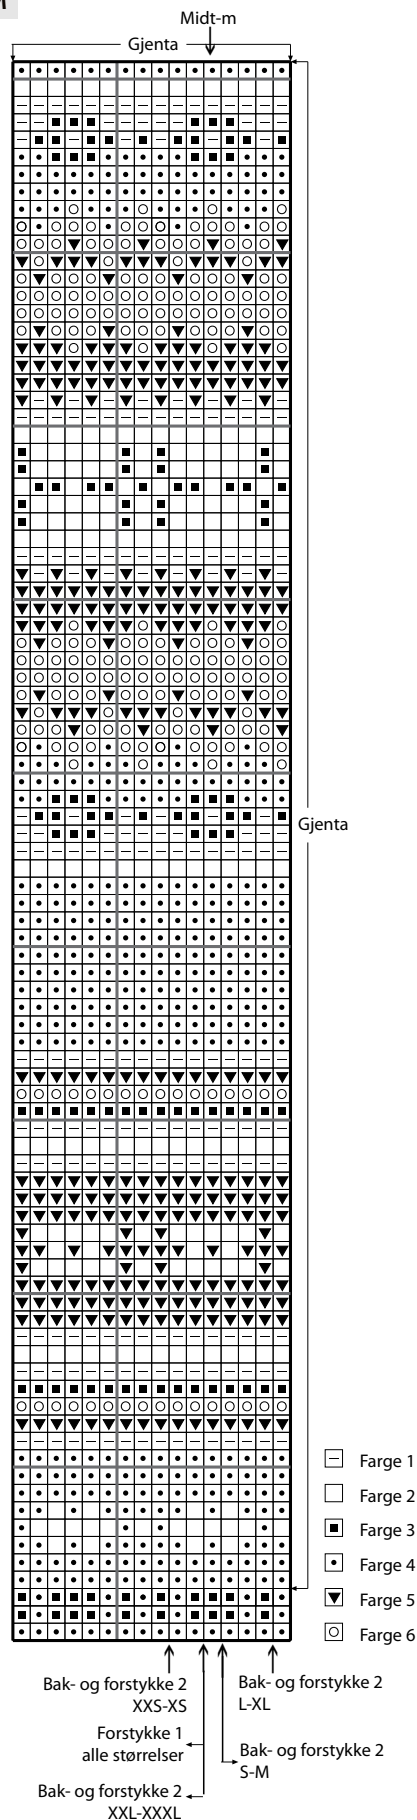 Midt-m
Gjenta
Gjenta
Farge 1
Farge 2
Farge 3
Farge 4
Farge 5
Farge 6
Bak- og forstykke 2
XXS-XS
Forstykke 1
alle størrelser
Bak- og forstykke 2
XXL-XXXL
Bak- og forstykke 2
L-XL
Bak- og forstykke 2
S-M